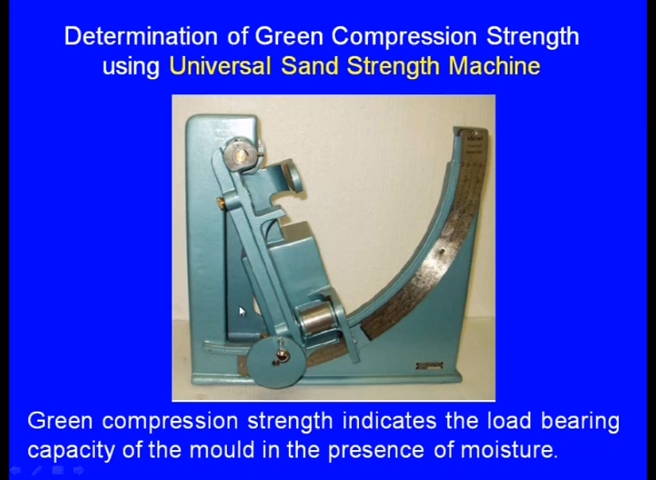 Determination of Green Compression Strength
using Universal Sand Strength Machine
Green compression strength indicates the load bearing
capacity of the mould in the presence of moisture.